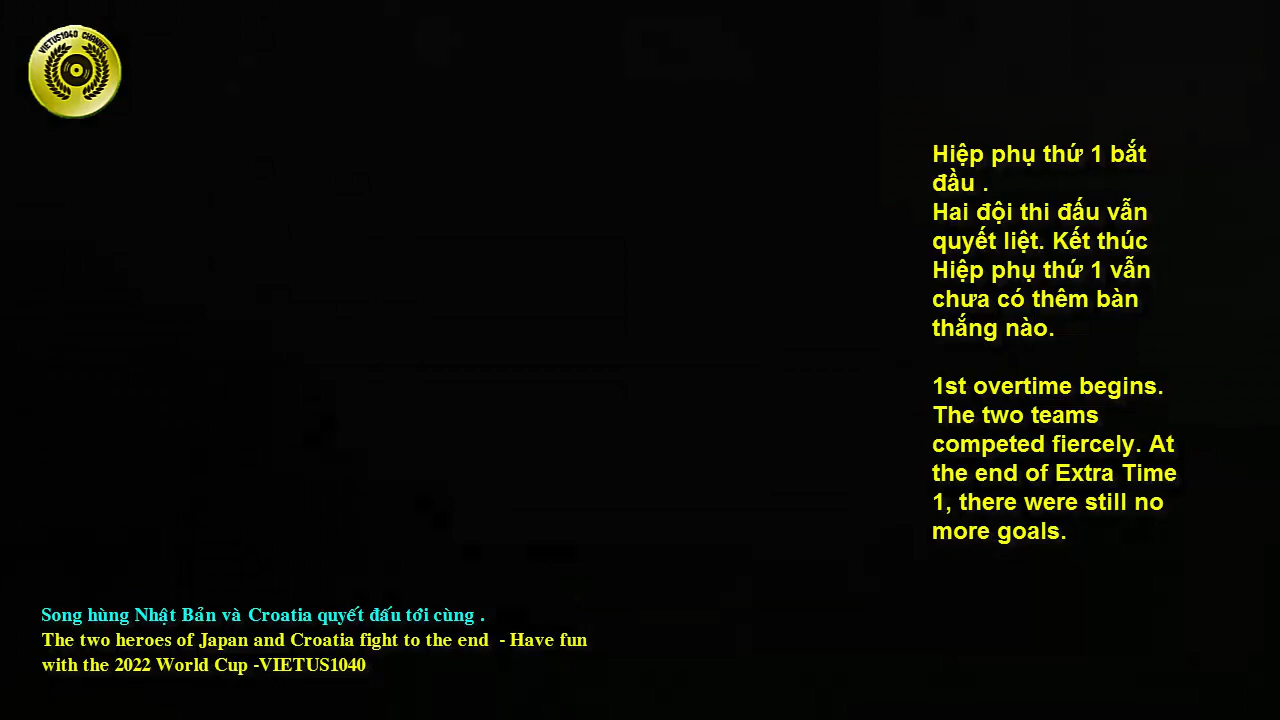 VIETUS1040 CHANNEL
Hiệp phụ thứ 1 bắt
đầu .
Hai đội thi đấu vẫn
quyết liệt. Kết thúc
Hiệp phụ thứ 1 vẫn
chưa có thêm bàn
thắng nào.
1st overtime begins.
The two teams
competed fiercely. At
the end of Extra Time
1, there were still no
more goals.
Song hùng Nhật Bản và Croatia quyết đấu tới cùng .
The two heroes of Japan and Croatia fight to the end - Have fun
with the 2022 World Cup -VIETUS1040